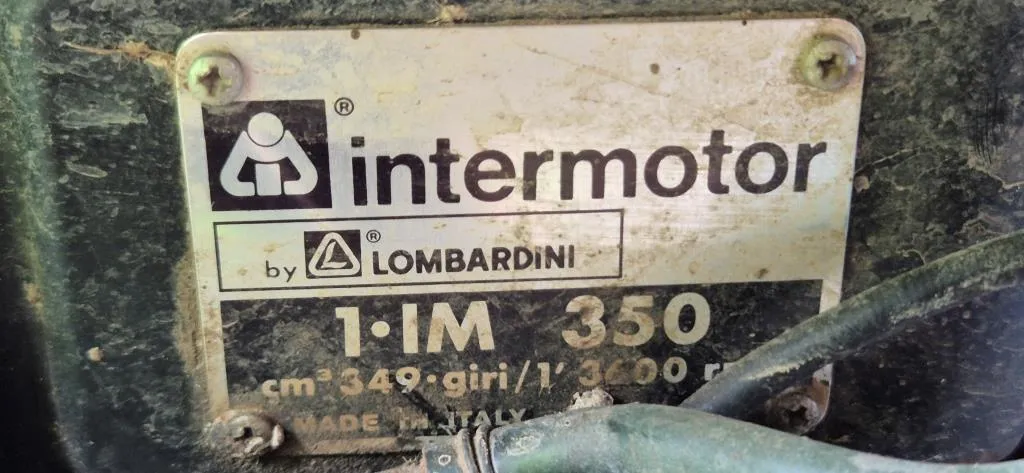 ® intermotor
by ® LOMBARDINI
1·IM 350
cm³ 349·giri/1' 3600
MADE IN ITALY